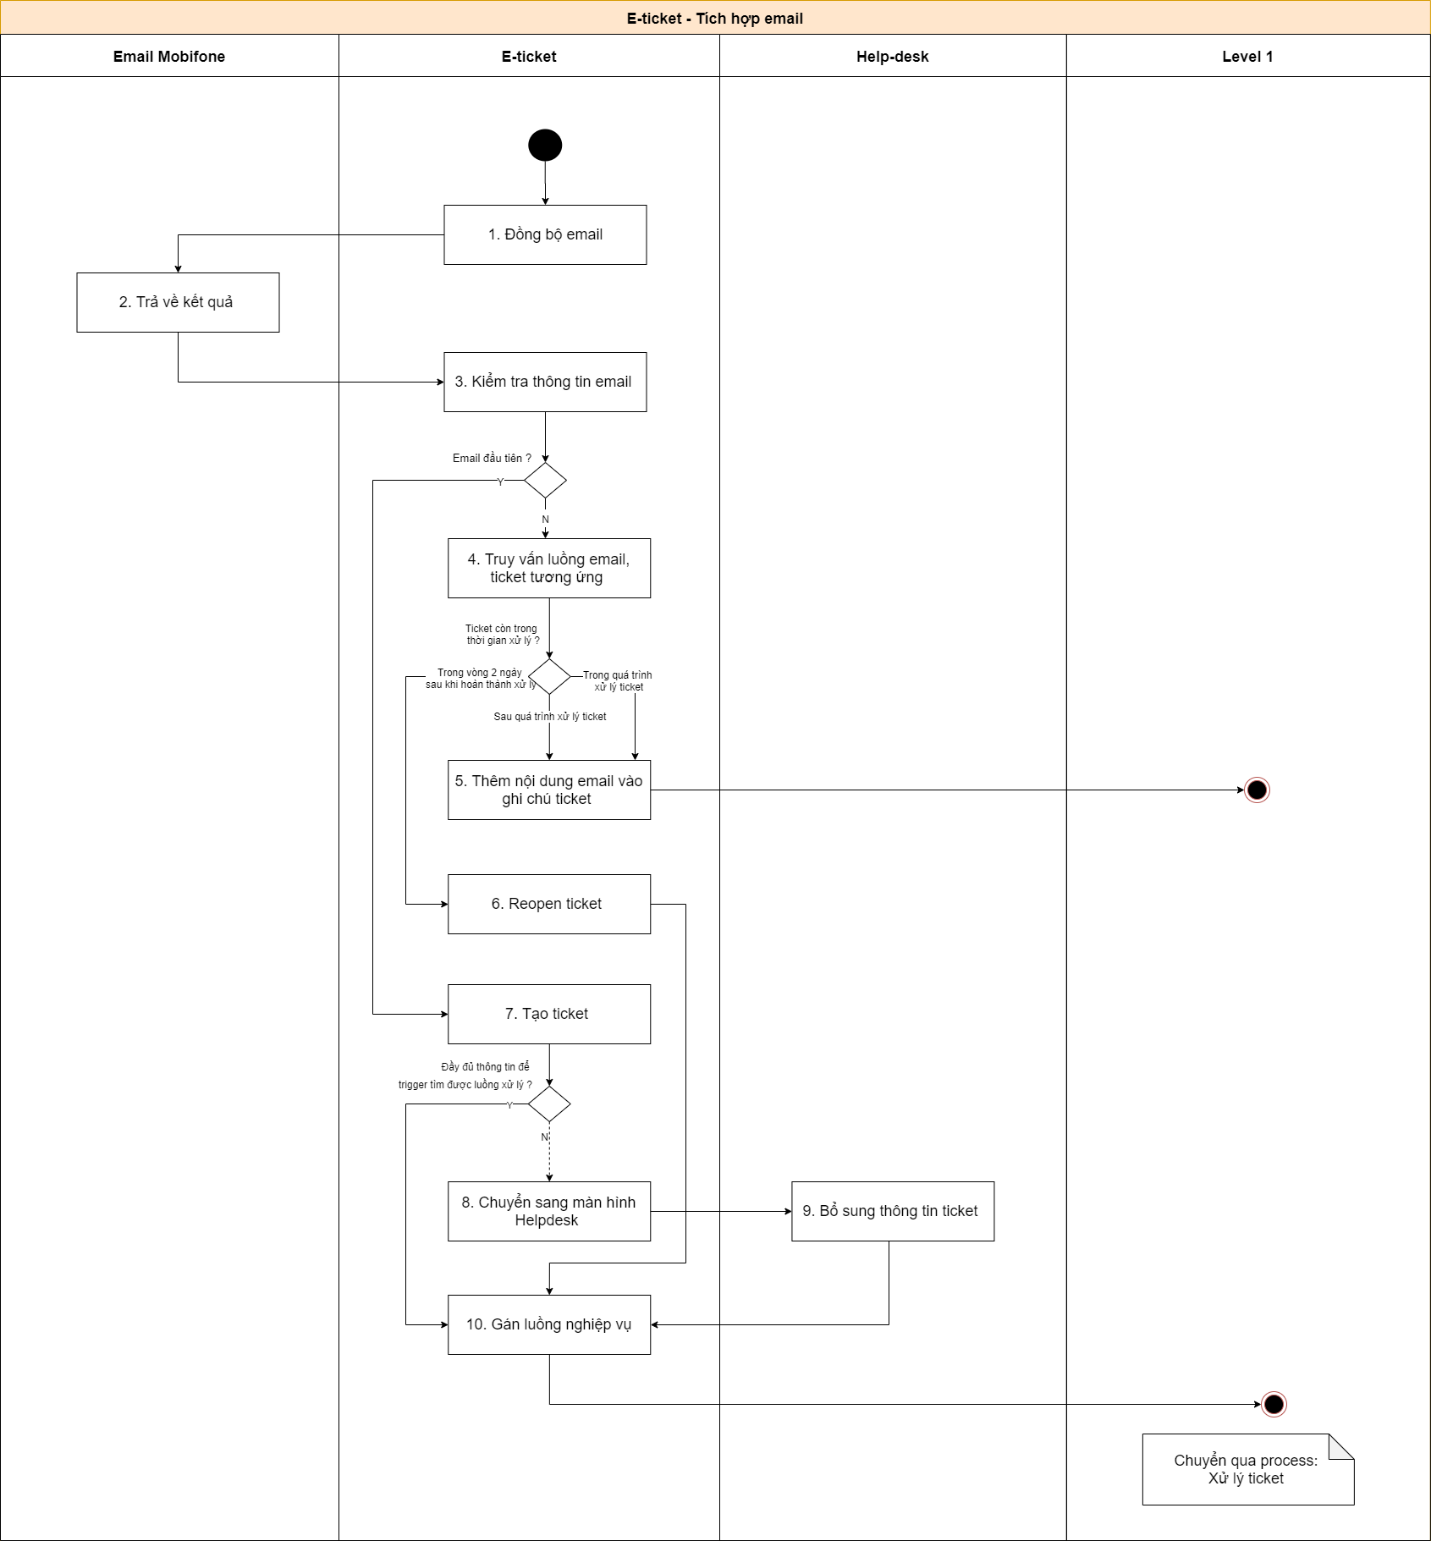 E-ticket - Tích hợp email
Email Mobifone
E-ticket
Help-desk
Level 1
1. Đồng bộ email
2. Trả về kết quả
3. Kiểm tra thông tin email
Email đầu tiên ?
Y
N
4. Truy vấn luồng email,
ticket tương ứng
Ticket còn trong
thời gian xử lý ?
Trong vòng 2 ngày
sau khi hoàn thành xử lý
Trong quá trình
xử lý ticket
Sau quá trình xử lý ticket
5. Thêm nội dung email vào
ghi chú ticket
6. Reopen ticket
7. Tạo ticket
Đầy đủ thông tin để
trigger tìm được luồng xử lý ?
Y
N
8. Chuyển sang màn hình
Helpdesk
9. Bổ sung thông tin ticket
10. Gán luồng nghiệp vụ
Chuyển qua process:
Xử lý ticket